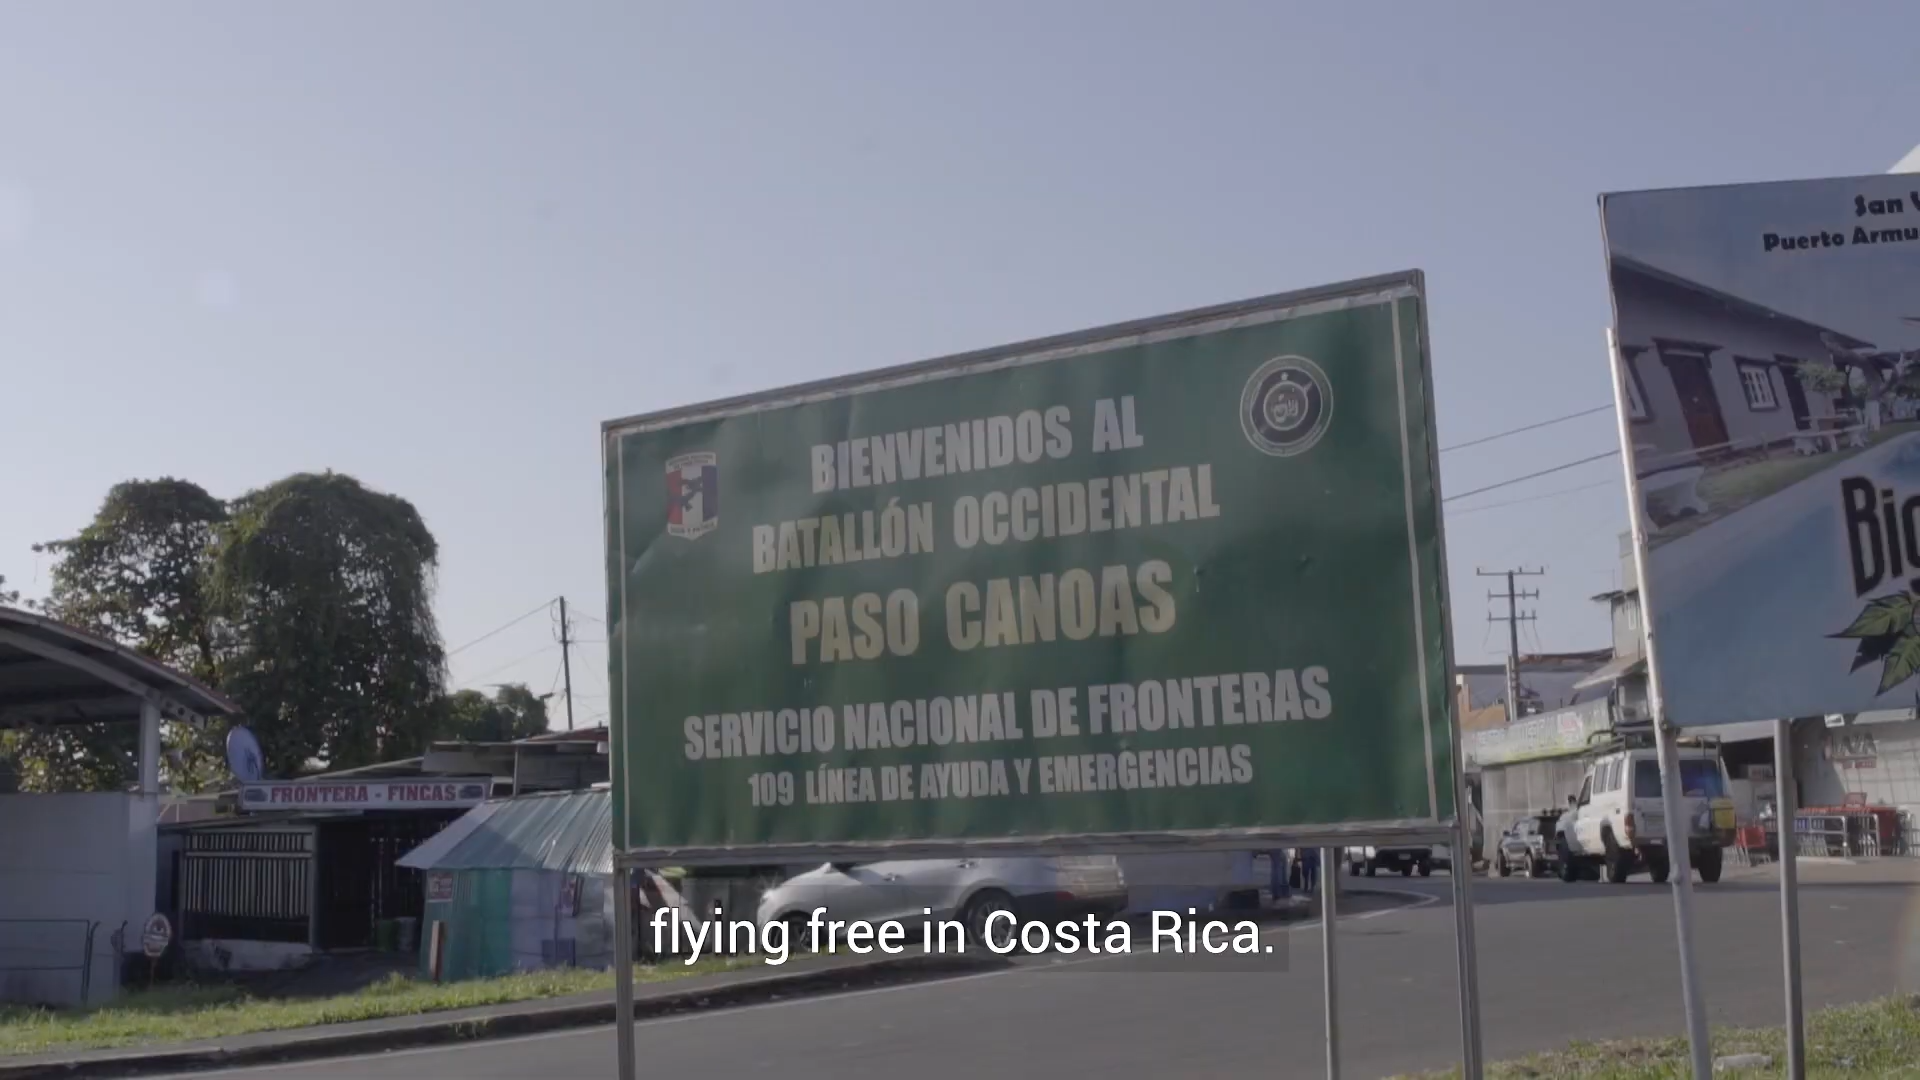 San
Puerto Armu
BIENVENIDOS AL
BATALLÓN OCCIDENTAL
PASO CANOAS
SERVICIO NACIONAL DE FRONTERAS
109 LÍNEA DE AYUDA Y EMERGENCIAS
FRONTERA - FINCAS
flying free in Costa Rica.